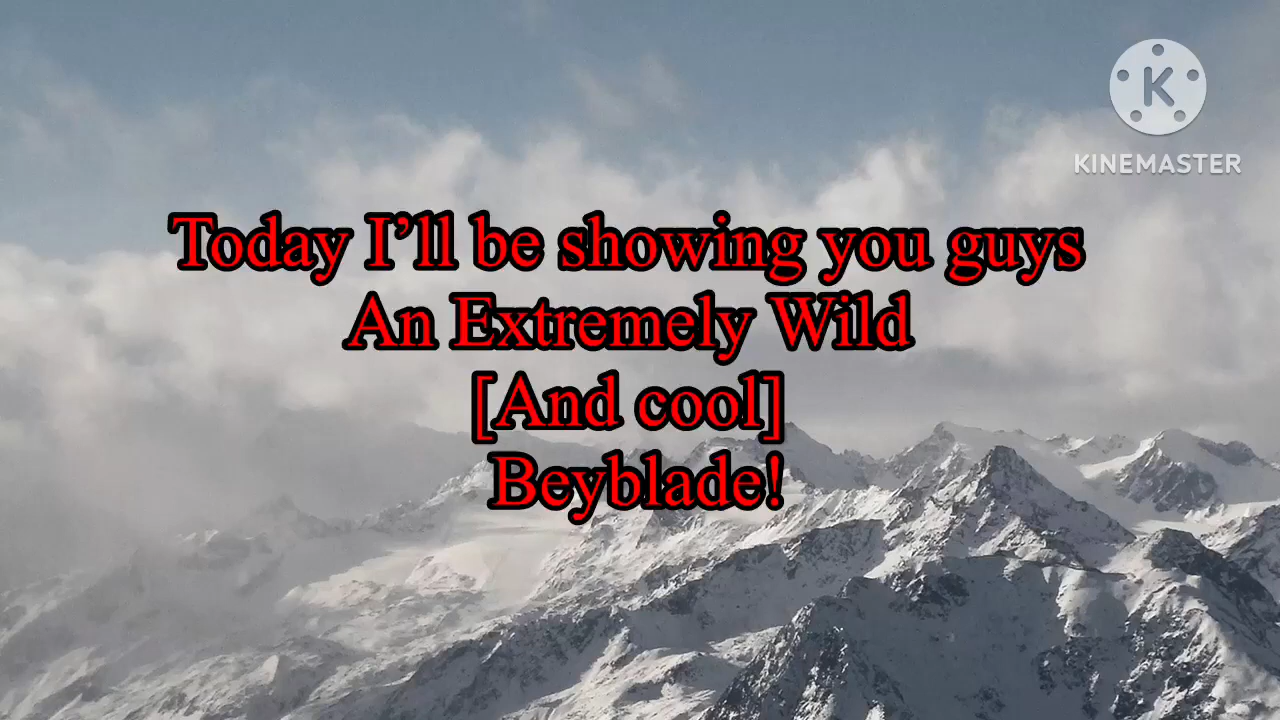 K
KINEMASTER
Today I’ll be showing you guys
An Extremely Wild
[And cool]
Beyblade!